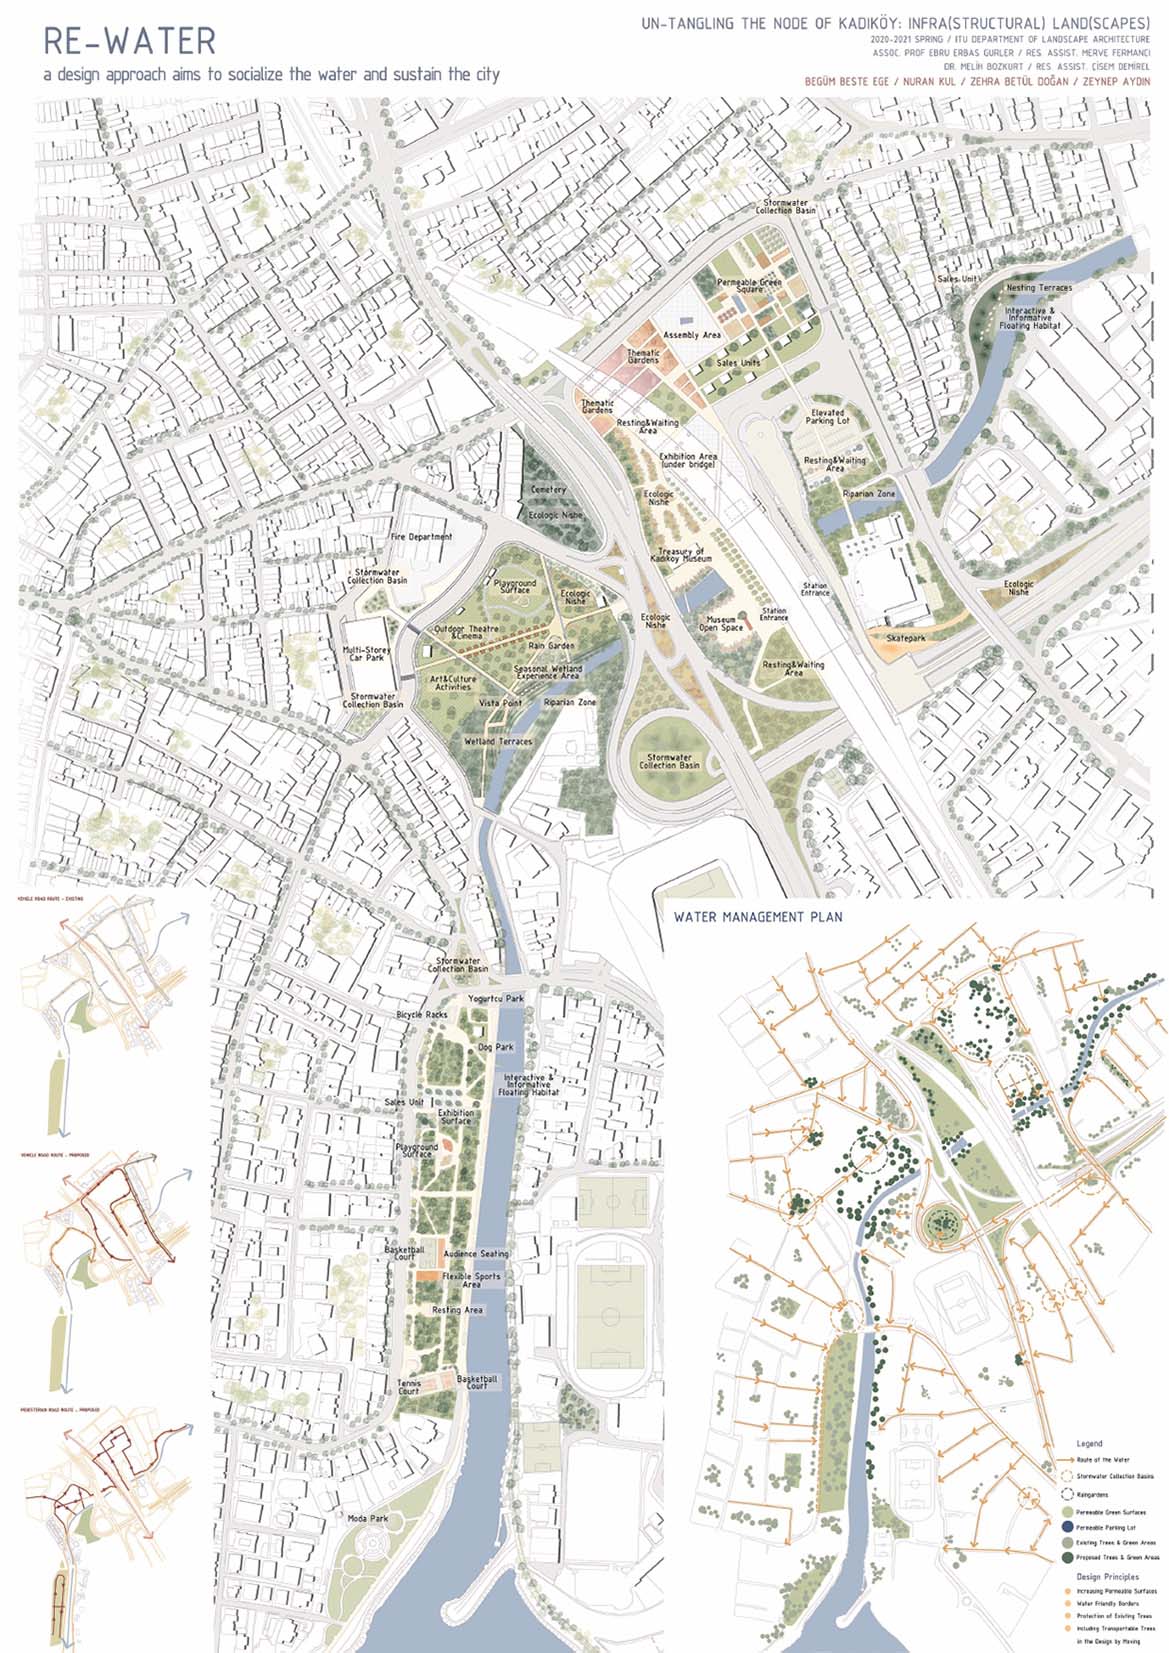 RE-WATER
a design approach aims to socialize the water and sustain the city
UN-TANGLING THE NODE OF KADIKÖY: INFRA(STRUCTURAL) LAND(SCAPES)
2020-2021 SPRING / ITU DEPARTMENT OF LANDSCAPE ARCHITECTURE
ASSOC. PROF EBRU ERBAS GURLER / RES. ASSIST. MERVE FERMANCI
DR. MELİH BOZKURT / RES. ASSIST. ÇISEM DEMIREL
BEGÜM BESTE EGE / NURAN KUL / ZEHRA BETÜL DOĞAN / ZEYNEP AYDIN
Stormwater
Collection Basin
Sales Unit
Nesting Terraces
Interactive &
Informative
Floating Habitat
Permeable Green
Square
Assembly Area
Thematic
Gardens
Sales Units
Thematic
Gardens
Resting&Waiting
Area
Elevated
Parking Lot
Exhibition Area
(under bridge)
Resting&Waiting
Area
Riparian Zone
Cemetery
Ecologic Nishe
Ecologic
Nishe
Fire Department
Treasury of
Kadıköy Museum
Stormwater
Collection Basin
Playground
Surface
Ecologic
Nishe
Station
Entrance
Ecologic
Nishe
Ecologic
Nishe
Museum
Open Space
Station
Entrance
Outdoor Theatre
&Cinema
Skatepark
Multi-Storey
Car Park
Rain Garden
Seasonal Wetland
Experience Area
Resting&Waiting
Area
Art&Culture
Activities
Stormwater
Collection Basin
Vista Point
Riparian Zone
Wetland Terraces
Stormwater
Collection Basin
VEHICLE ROAD ROUTE - EXISTING
VEHICLE ROAD ROUTE - PROPOSED
PEDESTERIAN ROAD ROUTE - PROPOSED
Stormwater
Collection Basin
Yogurtcu Park
Bicycle Racks
Dog Park
Interactive &
Informative
Floating Habitat
Sales Unit
Exhibition
Surface
Playground
Surface
Basketball
Court
Audience Seating
Flexible Sports
Area
Resting Area
Tennis
Court
Basketball
Court
Moda Park
WATER MANAGEMENT PLAN
Legend
Route of the Water
Stormwater Collection Basins
Raingardens
Permeable Green Surfaces
Permeable Parking Lot
Existing Trees & Green Areas
Proposed Trees & Green Areas
Design Principles
Increasing Permeable Surfaces
Water Friendly Borders
Protection of Existing Trees
Including Transportable Trees
in the Design by Moving